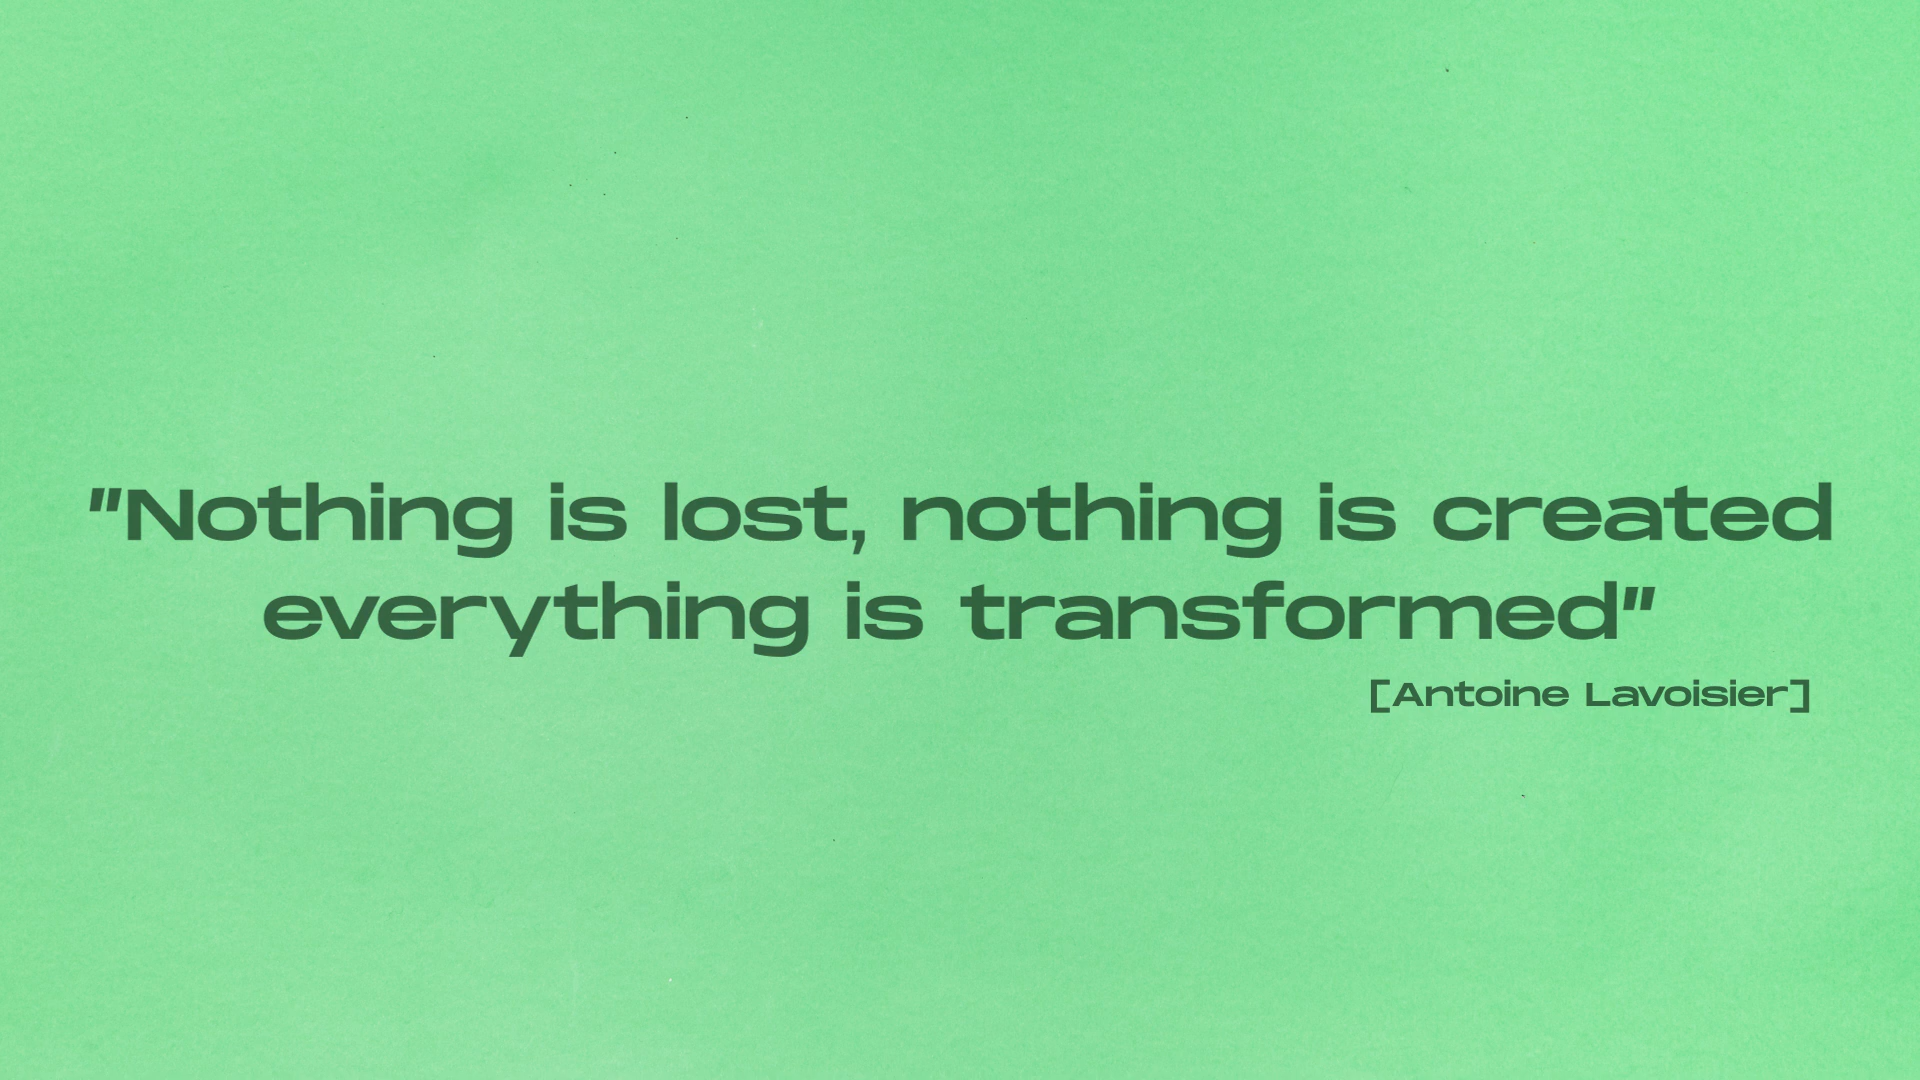 "Nothing is lost, nothing is created
everything is transformed"
[Antoine Lavoisier]